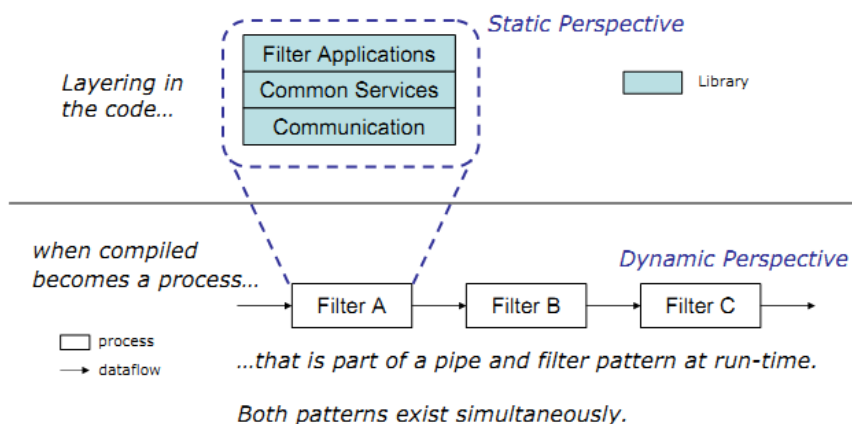 Static Perspective
Filter Applications
Common Services
Communication
Layering in
the code...
Library
when compiled
becomes a process...
Dynamic Perspective
Filter A
Filter B
Filter C
process
dataflow
...that is part of a pipe and filter pattern at run-time.
Both patterns exist simultaneously.